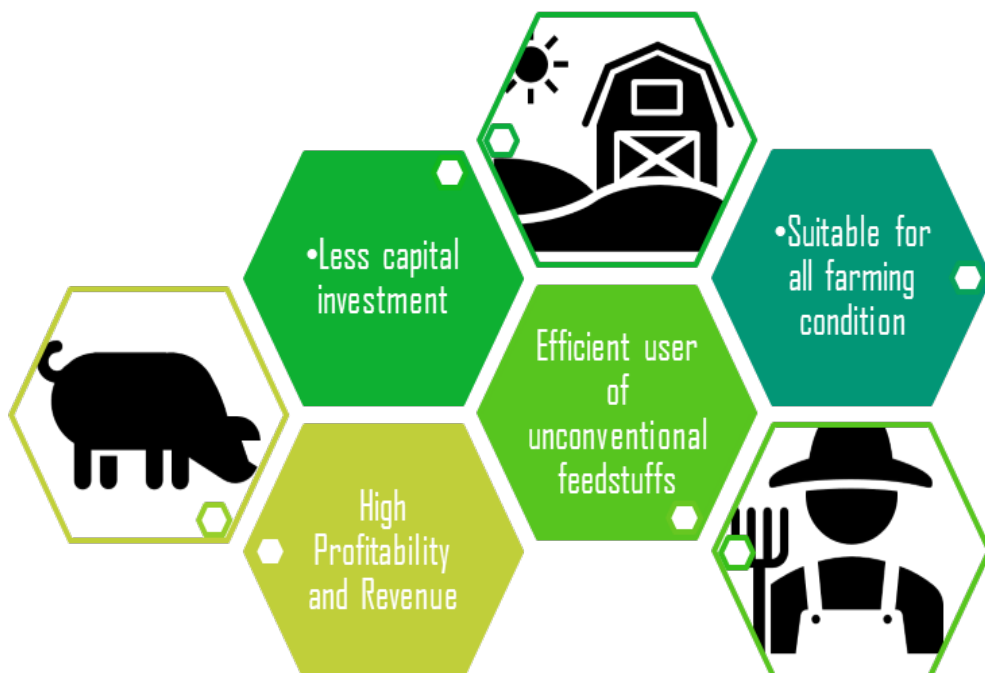 •Less capital
investment
•Suitable for
all farming
condition
Efficient user
of
unconventional
feedstuffs
High
Profitability
and Revenue